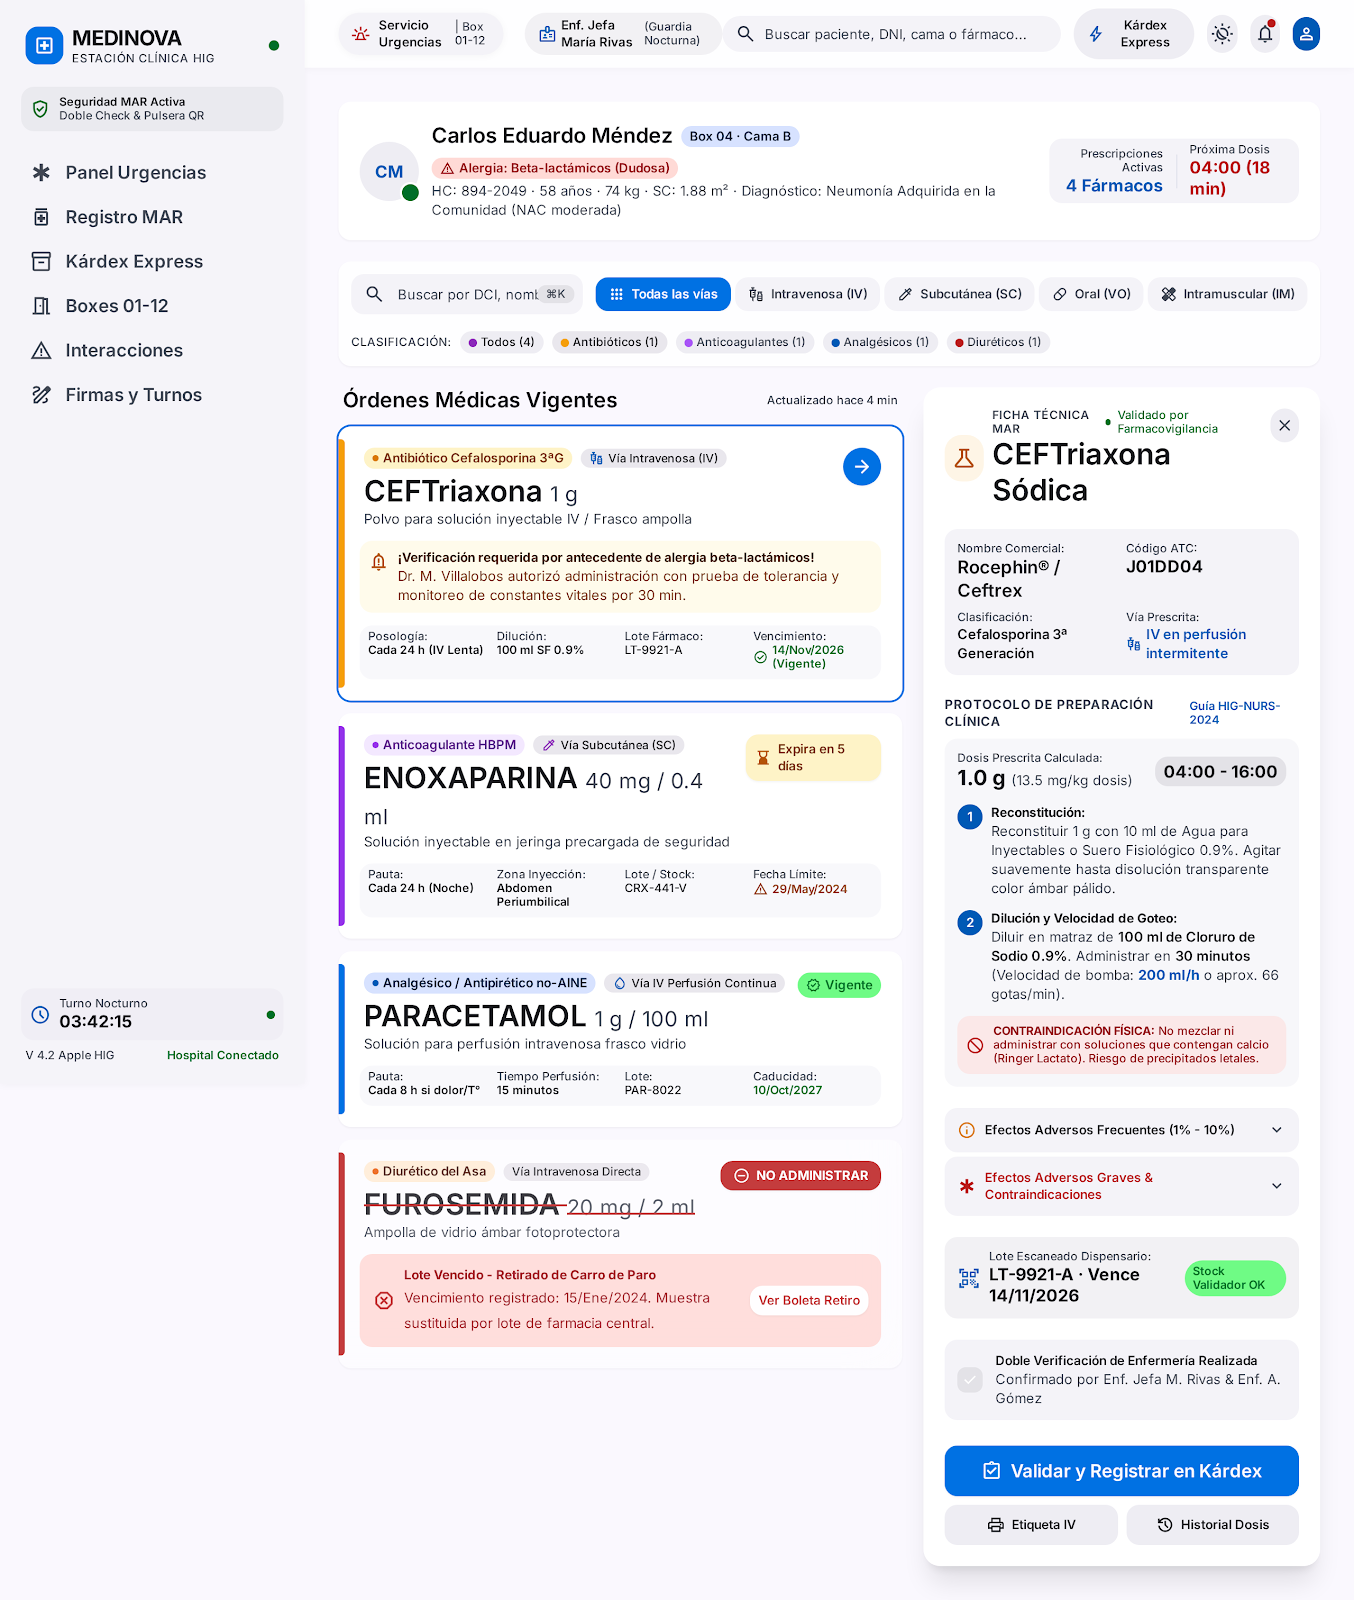 MEDINOVA
ESTACIÓN CLÍNICA HIG
Seguridad MAR Activa
Doble Check & Pulsera QR
Panel Urgencias
Registro MAR
Kárdex Express
Boxes 01-12
Interacciones
Firmas y Turnos
Turno Nocturno
03:42:15
V 4.2 Apple HIG
Hospital Conectado
Servicio
Urgencias
| Box
01-12
Enf. Jefa
María Rivas
(Guardia
Nocturna)
Buscar paciente, DNI, cama o fármaco...
Kárdex
Express
CM
Carlos Eduardo Méndez
Box 04 · Cama B
Alergia: Beta-lactámicos (Dudosa)
HC: 894-2049 · 58 años · 74 kg · SC: 1.88 m² · Diagnóstico: Neumonía Adquirida en la
Comunidad (NAC moderada)
Prescripciones
Activas
4 Fármacos
Próxima Dosis
04:00 (18
min)
Buscar por DCI, nomb
⌘K
Todas las vías
Intravenosa (IV)
Subcutánea (SC)
Oral (VO)
Intramuscular (IM)
CLASIFICACIÓN:
Todos (4)
Antibióticos (1)
Anticoagulantes (1)
Analgésicos (1)
Diuréticos (1)
Órdenes Médicas Vigentes
Actualizado hace 4 min
Antibiótico Cefalosporina 3ªG
Vía Intravenosa (IV)
CEFTriaxona 1 g
Polvo para solución inyectable IV / Frasco ampolla
¡Verificación requerida por antecedente de alergia beta-lactámicos!
Dr. M. Villalobos autorizó administración con prueba de tolerancia y
monitoreo de constantes vitales por 30 min.
Posología:
Cada 24 h (IV Lenta)
Dilución:
100 ml SF 0.9%
Lote Fármaco:
LT-9921-A
Vencimiento:
14/Nov/2026
(Vigente)
Anticoagulante HBPM
Vía Subcutánea (SC)
Expira en 5
días
ENOXAPARINA 40 mg / 0.4
ml
Solución inyectable en jeringa precargada de seguridad
Pauta:
Cada 24 h (Noche)
Zona Inyección:
Abdomen
Periumbilical
Lote / Stock:
CRX-441-V
Fecha Límite:
29/May/2024
Analgésico / Antipirético no-AINE
Vía IV Perfusión Continua
Vigente
PARACETAMOL 1 g / 100 ml
Solución para perfusión intravenosa frasco vidrio
Pauta:
Cada 8 h si dolor/T°
Tiempo Perfusión:
15 minutos
Lote:
PAR-8022
Caducidad:
10/Oct/2027
Diurético del Asa
Vía Intravenosa Directa
NO ADMINISTRAR
FUROSEMIDA 20 mg / 2 ml
Ampolla de vidrio ámbar fotoprotectora
Lote Vencido - Retirado de Carro de Paro
Vencimiento registrado: 15/Ene/2024. Muestra
sustituida por lote de farmacia central.
Ver Boleta Retiro
FICHA TÉCNICA
MAR
Validado por
Farmacovigilancia
CEFTriaxona
Sódica
Nombre Comercial:
Rocephin® /
Ceftrex
Código ATC:
J01DD04
Clasificación:
Cefalosporina 3ª
Generación
Vía Prescrita:
IV en perfusión
intermitente
PROTOCOLO DE PREPARACIÓN
CLÍNICA
Guía HIG-NURS-
2024
Dosis Prescrita Calculada:
1.0 g (13.5 mg/kg dosis)
04:00 - 16:00
1
Reconstitución:
Reconstituir 1 g con 10 ml de Agua para
Inyectables o Suero Fisiológico 0.9%. Agitar
suavemente hasta disolución transparente
color ámbar pálido.
2
Dilución y Velocidad de Goteo:
Diluir en matraz de 100 ml de Cloruro de
Sodio 0.9%. Administrar en 30 minutos
(Velocidad de bomba: 200 ml/h o aprox. 66
gotas/min).
CONTRAINDICACIÓN FÍSICA: No mezclar ni
administrar con soluciones que contengan calcio
(Ringer Lactato). Riesgo de precipitados letales.
Efectos Adversos Frecuentes (1% - 10%)
Efectos Adversos Graves &
Contraindicaciones
Lote Escaneado Dispensario:
LT-9921-A · Vence
14/11/2026
Stock
Validador OK
Doble Verificación de Enfermería Realizada
Confirmado por Enf. Jefa M. Rivas & Enf. A.
Gómez
Validar y Registrar en Kárdex
Etiqueta IV
Historial Dosis